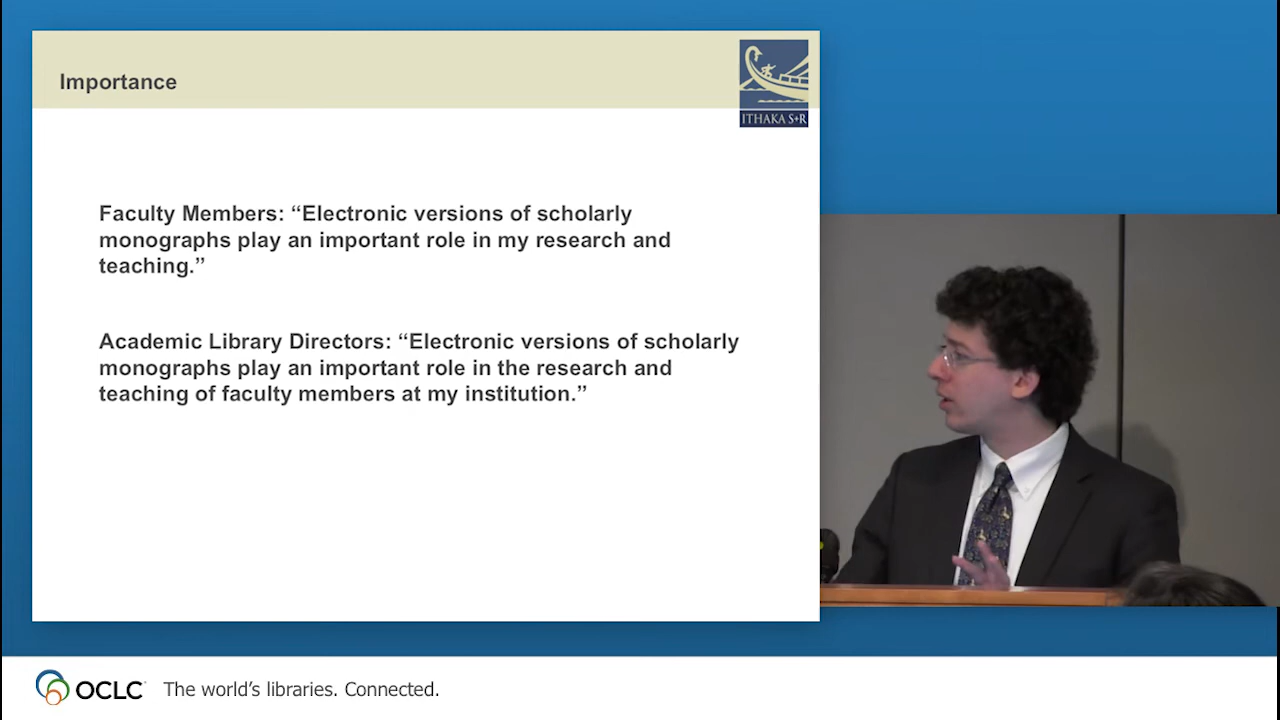 Importance
ITHAKA S+R
Faculty Members: “Electronic versions of scholarly
monographs play an important role in my research and
teaching.”
Academic Library Directors: “Electronic versions of scholarly
monographs play an important role in the research and
teaching of faculty members at my institution.”
OCLC
The world’s libraries. Connected.